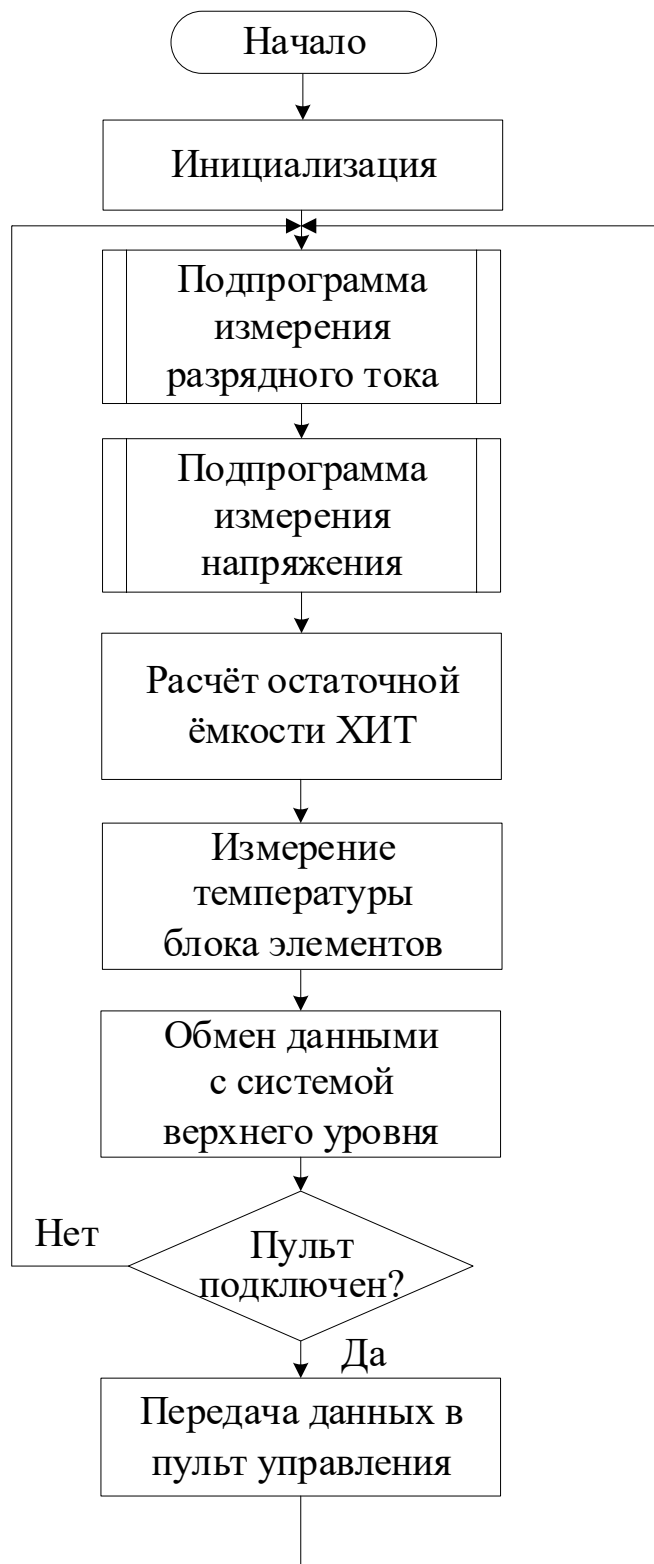 Начало
Инициализация
Подпрограмма
измерения
разрядного тока
Подпрограмма
измерения
напряжения
Расчёт остаточной
ёмкости ХИТ
Измерение
температуры
блока элементов
Обмен данными
с системой
верхнего уровня
Нет
Пульт
подключен?
Да
Передача данных в
пульт управления